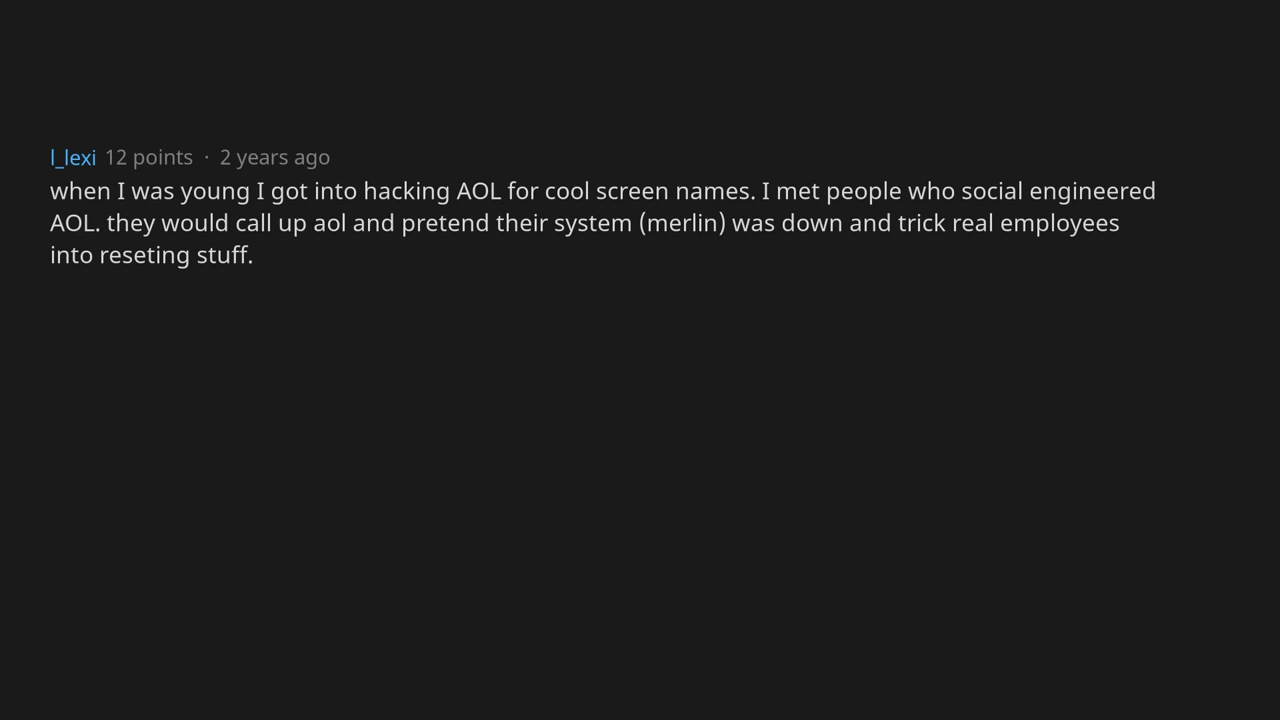 l_lexi 12 points · 2 years ago
when I was young I got into hacking AOL for cool screen names. I met people who social engineered
AOL. they would call up aol and pretend their system (merlin) was down and trick real employees
into reseting stuff.